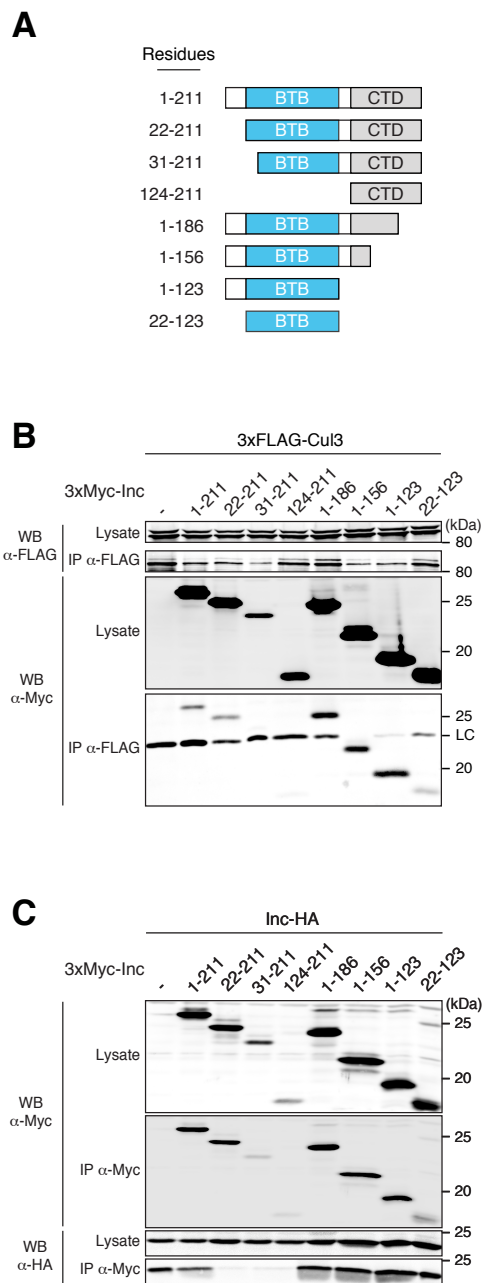 A
Residues
1-211 BTB CTD
22-211 BTB CTD
31-211 BTB CTD
124-211 CTD
1-186 BTB
1-156 BTB
1-123 BTB
22-123 BTB
B
3xFLAG-Cul3
3xMyc-Inc - 1-211 22-211 31-211 124-211 1-186 1-156 1-123 22-123
(kDa)
WB α-FLAG
Lysate 80
IP α-FLAG 80
WB α-Myc
Lysate 25
20
IP α-FLAG 25
LC
20
C
Inc-HA
3xMyc-Inc - 1-211 22-211 31-211 124-211 1-186 1-156 1-123 22-123
(kDa)
WB α-Myc
Lysate 25
20
IP α-Myc 25
20
WB α-HA
Lysate 25
IP α-Myc 25